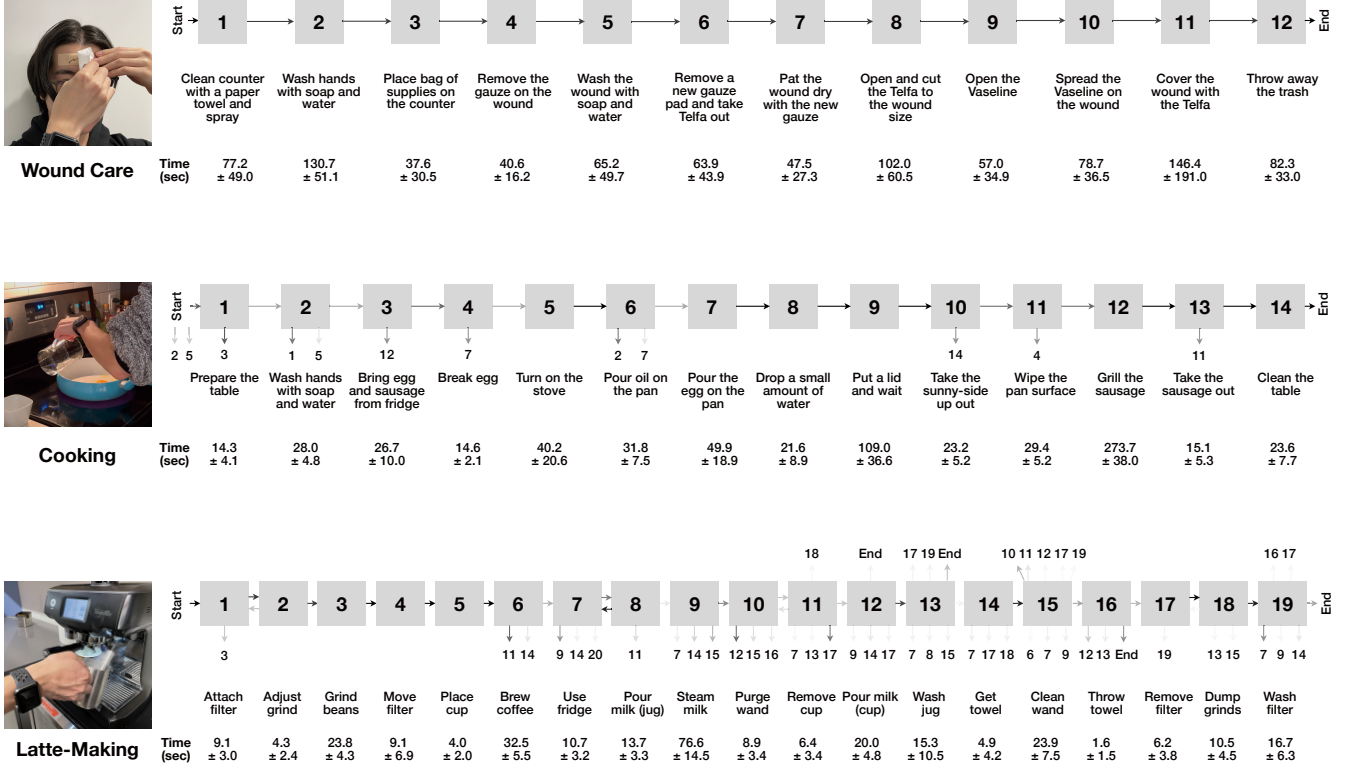 Start 1 2 3 4 5 6 7 8 9 10 11 12 End
Clean counter with a paper towel and spray
Wash hands with soap and water
Place bag of supplies on the counter
Remove the gauze on the wound
Wash the wound with soap and water
Remove a new gauze pad and take Telfa out
Pat the wound dry with the new gauze
Open and cut the Telfa to the wound size
Open the Vaseline
Spread the Vaseline on the wound
Cover the wound with the Telfa
Throw away the trash
Wound Care
Time 77.2 130.7 37.6 40.6 65.2 63.9 47.5 102.0 57.0 78.7 146.4 82.3
(sec) ± 49.0 ± 51.1 ± 30.5 ± 16.2 ± 49.7 ± 43.9 ± 27.3 ± 60.5 ± 34.9 ± 36.5 ± 191.0 ± 33.0
Start 1 2 3 4 5 6 7 8 9 10 11 12 13 14 End
2 5 3 1 5 12 7 2 7 14 4 11
Prepare the table
Wash hands with soap and water
Bring egg and sausage from fridge
Break egg
Turn on the stove
Pour oil on the pan
Pour the egg on the pan
Drop a small amount of water
Put a lid and wait
Take the sunny-side up out
Wipe the pan surface
Grill the sausage
Take the sausage out
Clean the table
Cooking
Time 14.3 28.0 26.7 14.6 40.2 31.8 49.9 21.6 109.0 23.2 29.4 273.7 15.1 23.6
(sec) ± 4.1 ± 4.8 ± 10.0 ± 2.1 ± 20.6 ± 7.5 ± 18.9 ± 8.9 ± 36.6 ± 5.2 ± 5.2 ± 38.0 ± 5.3 ± 7.7
18 End 17 19 End 10 11 12 17 19 16 17
Start 1 2 3 4 5 6 7 8 9 10 11 12 13 14 15 16 17 18 19 End
3 11 14 9 14 20 11 7 14 15 12 15 16 7 13 17 9 14 17 7 8 15 7 17 18 6 7 9 12 13 End 19 13 15 7 9 14
Attach filter
Adjust grind
Grind beans
Move filter
Place cup
Brew coffee
Use fridge
Pour milk (jug)
Steam milk
Purge wand
Remove cup
Pour milk (cup)
Wash jug
Get towel
Clean wand
Throw towel
Remove filter
Dump grinds
Wash filter
Latte-Making
Time 9.1 4.3 23.8 9.1 4.0 32.5 10.7 13.7 76.6 8.9 6.4 20.0 15.3 4.9 23.9 1.6 6.2 10.5 16.7
(sec) ± 3.0 ± 2.4 ± 4.3 ± 6.9 ± 2.0 ± 5.5 ± 3.2 ± 3.3 ± 14.5 ± 3.4 ± 3.4 ± 4.8 ± 10.5 ± 4.2 ± 7.5 ± 1.5 ± 3.8 ± 4.5 ± 6.3